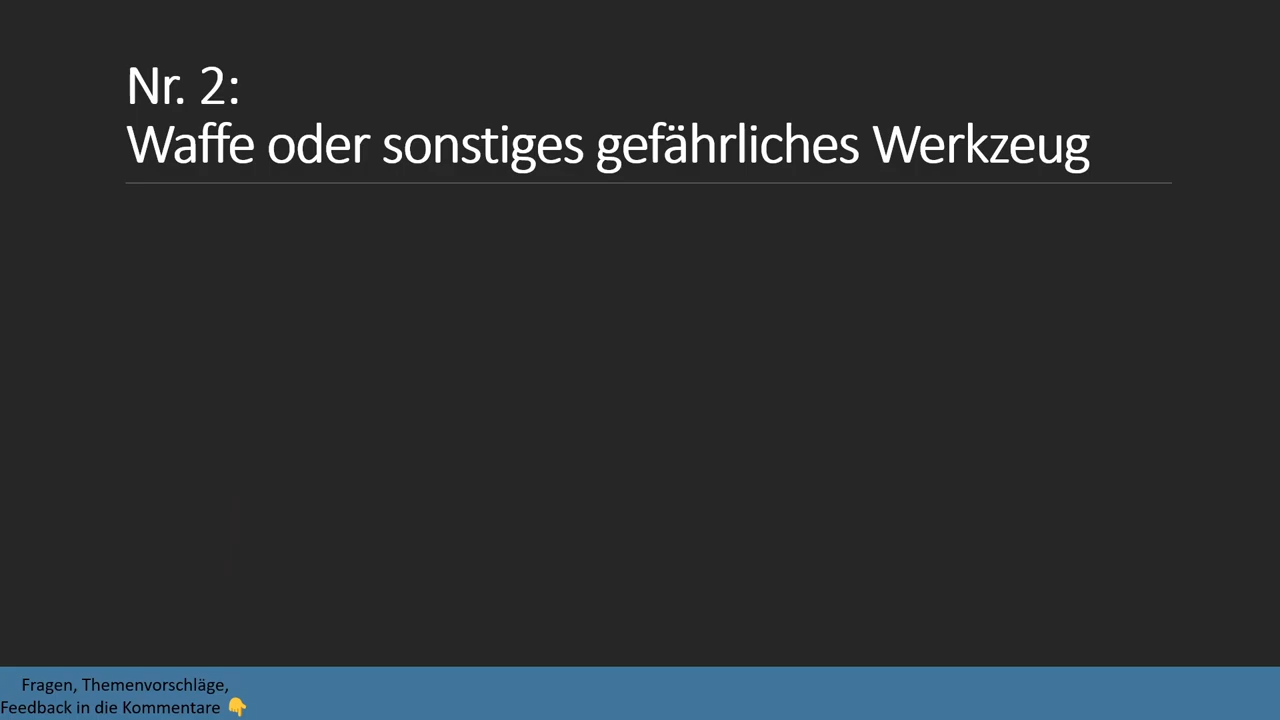 Nr. 2:
Waffe oder sonstiges gefährliches Werkzeug
Fragen, Themenvorschläge,
Feedback in die Kommentare 👇